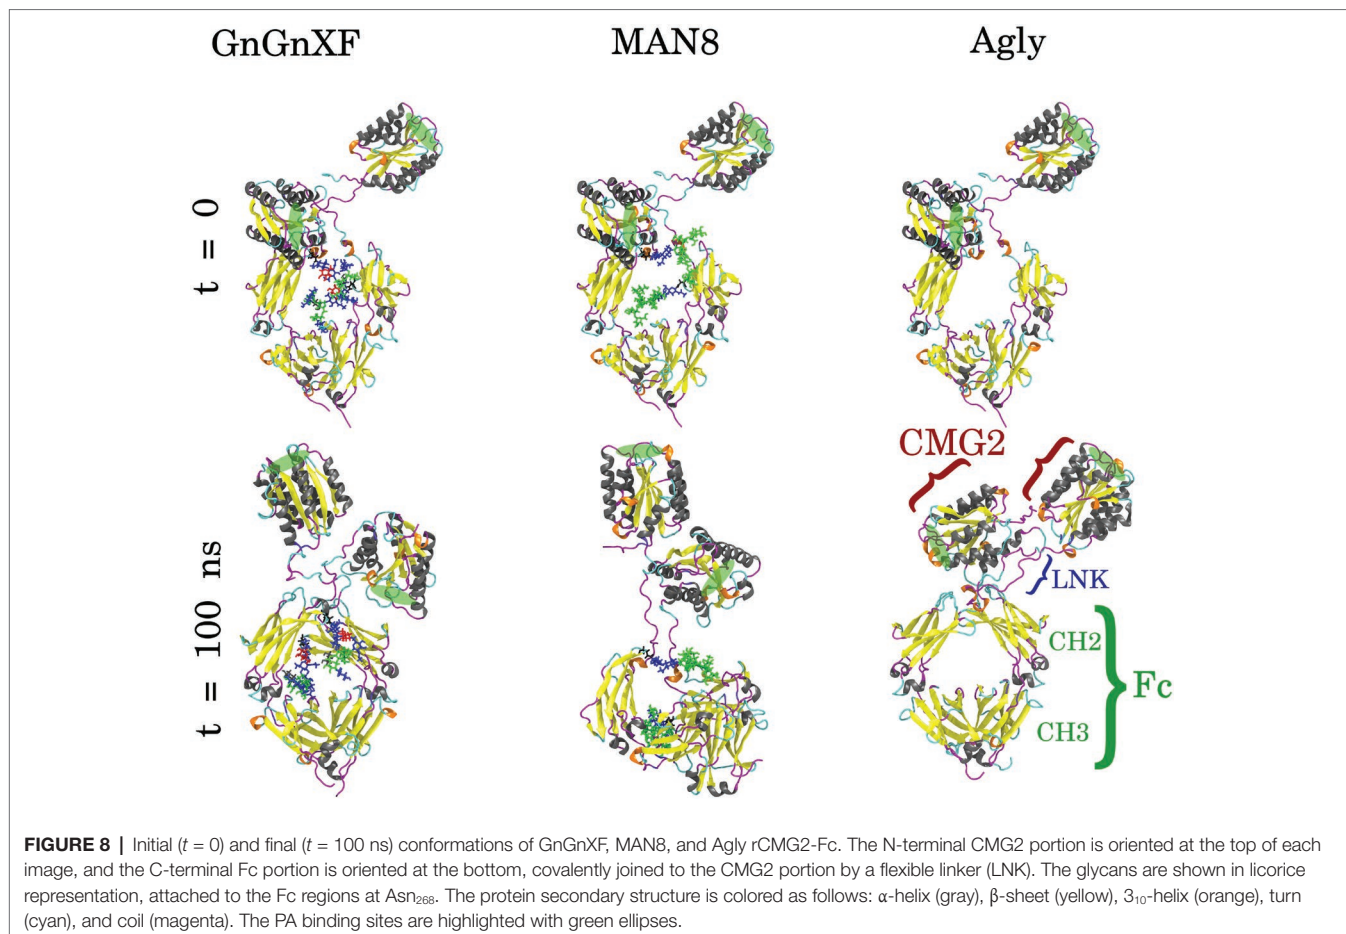 GnGnXF MAN8 Agly
t = 0
t = 100 ns
CMG2
LNK
CH2
Fc
CH3
FIGURE 8 | Initial (t = 0) and final (t = 100 ns) conformations of GnGnXF, MAN8, and Agly rCMG2-Fc. The N-terminal CMG2 portion is oriented at the top of each
image, and the C-terminal Fc portion is oriented at the bottom, covalently joined to the CMG2 portion by a flexible linker (LNK). The glycans are shown in licorice
representation, attached to the Fc regions at Asn₂₆₈. The protein secondary structure is colored as follows: α-helix (gray), β-sheet (yellow), 3₁₀-helix (orange), turn
(cyan), and coil (magenta). The PA binding sites are highlighted with green ellipses.